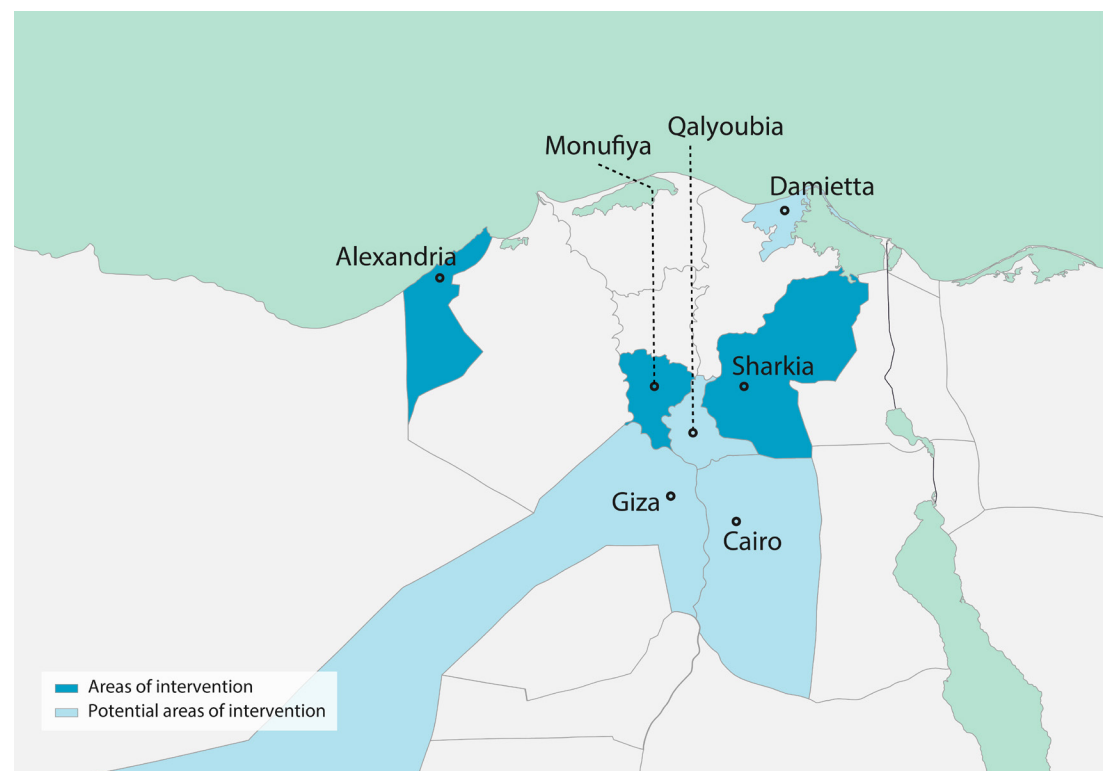 Qalyoubia
Monufiya
Damietta
Alexandria
Sharkia
Giza
Cairo
Areas of intervention
Potential areas of intervention